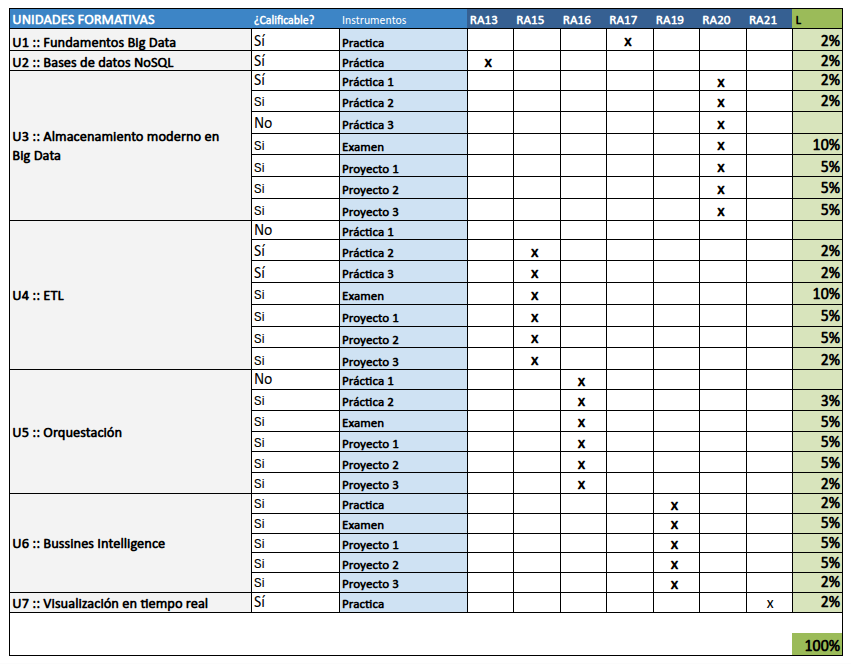 UNIDADES FORMATIVAS ¿Calificable? Instrumentos RA13 RA15 RA16 RA17 RA19 RA20 RA21 L
U1 :: Fundamentos Big Data Sí Practica x 2%
U2 :: Bases de datos NoSQL Sí Práctica x 2%
U3 :: Almacenamiento moderno en Big Data
Sí Práctica 1 x 2%
Si Práctica 2 x 2%
No Práctica 3 x
Si Examen x 10%
Si Proyecto 1 x 5%
Si Proyecto 2 x 5%
Si Proyecto 3 x 5%
U4 :: ETL
No Práctica 1
Sí Práctica 2 x 2%
Sí Práctica 3 x 2%
Si Examen x 10%
Si Proyecto 1 x 5%
Si Proyecto 2 x 5%
Si Proyecto 3 x 2%
U5 :: Orquestación
No Práctica 1 x
Si Práctica 2 x 3%
Si Examen x 5%
Si Proyecto 1 x 5%
Si Proyecto 2 x 5%
Si Proyecto 3 x 2%
U6 :: Bussines Intelligence
Si Practica x 2%
Si Examen x 5%
Si Proyecto 1 x 5%
Si Proyecto 2 x 5%
Si Proyecto 3 x 2%
U7 :: Visualización en tiempo real Sí Practica x 2%
100%